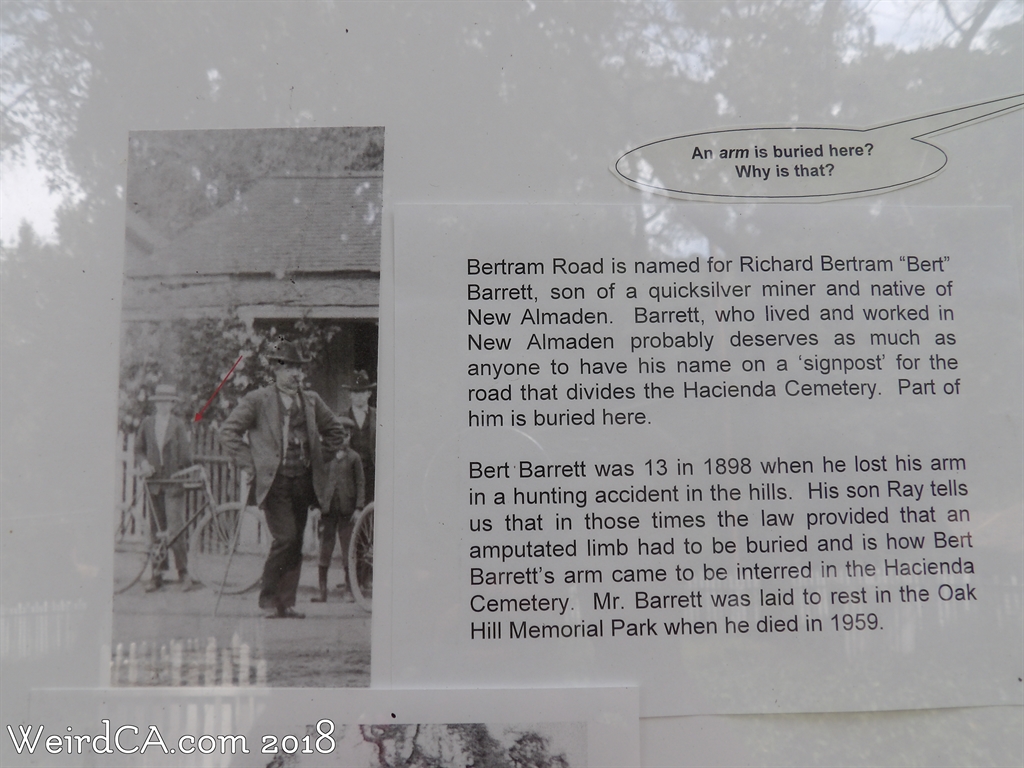 An arm is buried here?
Why is that?
Bertram Road is named for Richard Bertram “Bert”
Barrett, son of a quicksilver miner and native of
New Almaden. Barrett, who lived and worked in
New Almaden probably deserves as much as
anyone to have his name on a ‘signpost’ for the
road that divides the Hacienda Cemetery. Part of
him is buried here.
Bert Barrett was 13 in 1898 when he lost his arm
in a hunting accident in the hills. His son Ray tells
us that in those times the law provided that an
amputated limb had to be buried and is how Bert
Barrett’s arm came to be interred in the Hacienda
Cemetery. Mr. Barrett was laid to rest in the Oak
Hill Memorial Park when he died in 1959.
WeirdCA.com 2018